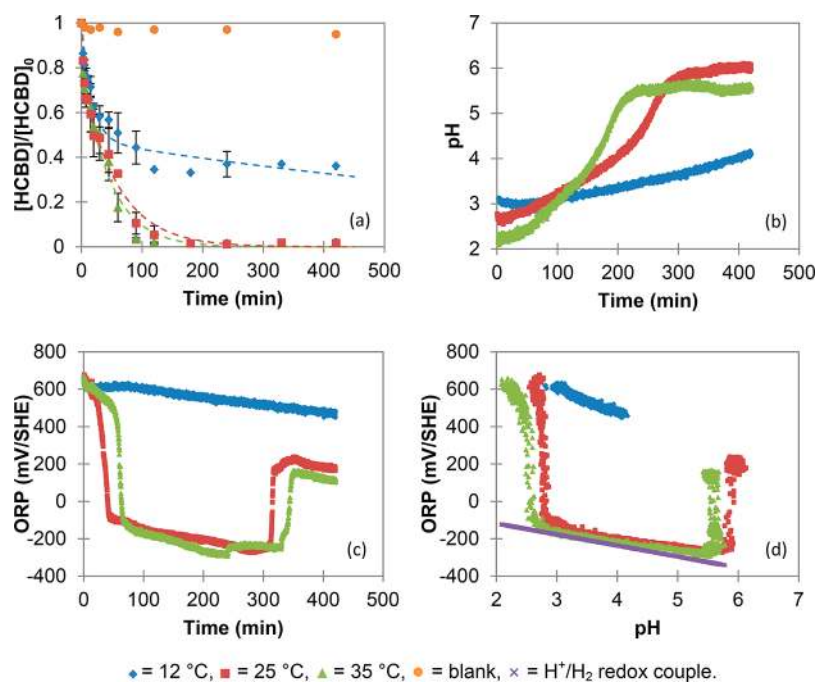 1
0.8
0.6
0.4
0.2
0
[HCBD]/[HCBD]0
(a)
0 100 200 300 400 500
Time (min)
7
6
5
4
3
2
pH
(b)
0 100 200 300 400 500
Time (min)
800
600
400
200
0
-200
-400
ORP (mV/SHE)
(c)
0 100 200 300 400 500
Time (min)
800
600
400
200
0
-200
-400
ORP (mV/SHE)
(d)
2 3 4 5 6 7
pH
= 12 °C, = 25 °C, = 35 °C, = blank, = H+/H2 redox couple.